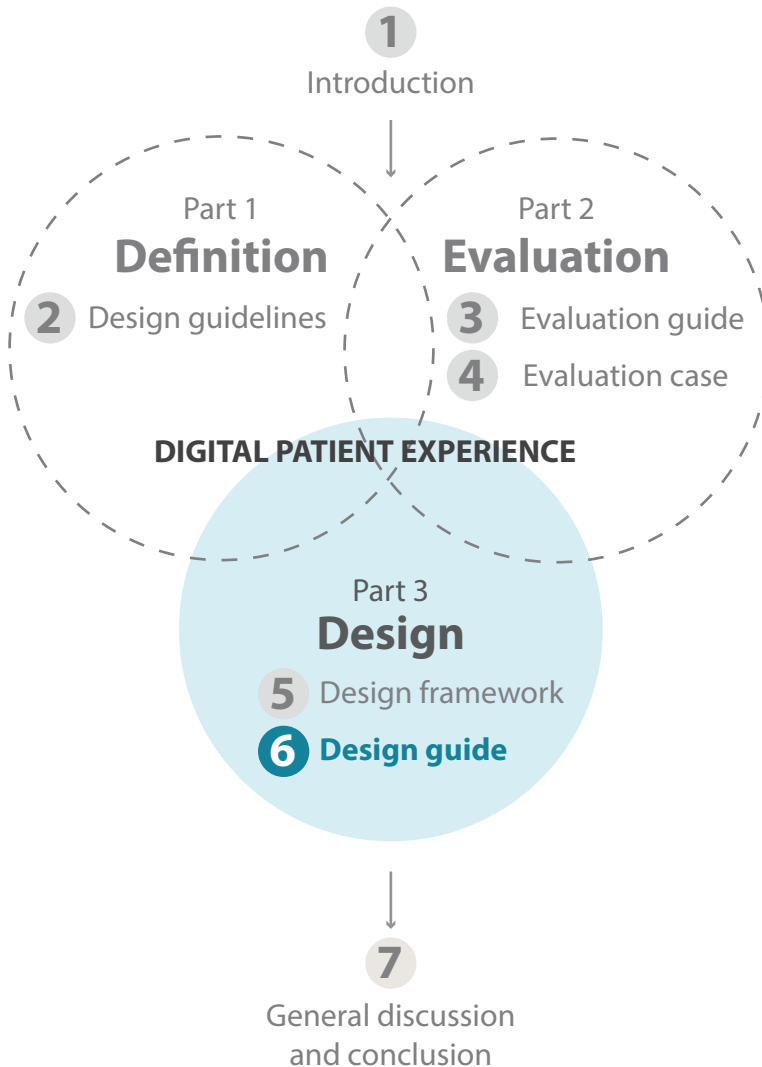 1
Introduction
Part 1
Definition
2 Design guidelines
Part 2
Evaluation
3 Evaluation guide
4 Evaluation case
DIGITAL PATIENT EXPERIENCE
Part 3
Design
5 Design framework
6 Design guide
7
General discussion
and conclusion